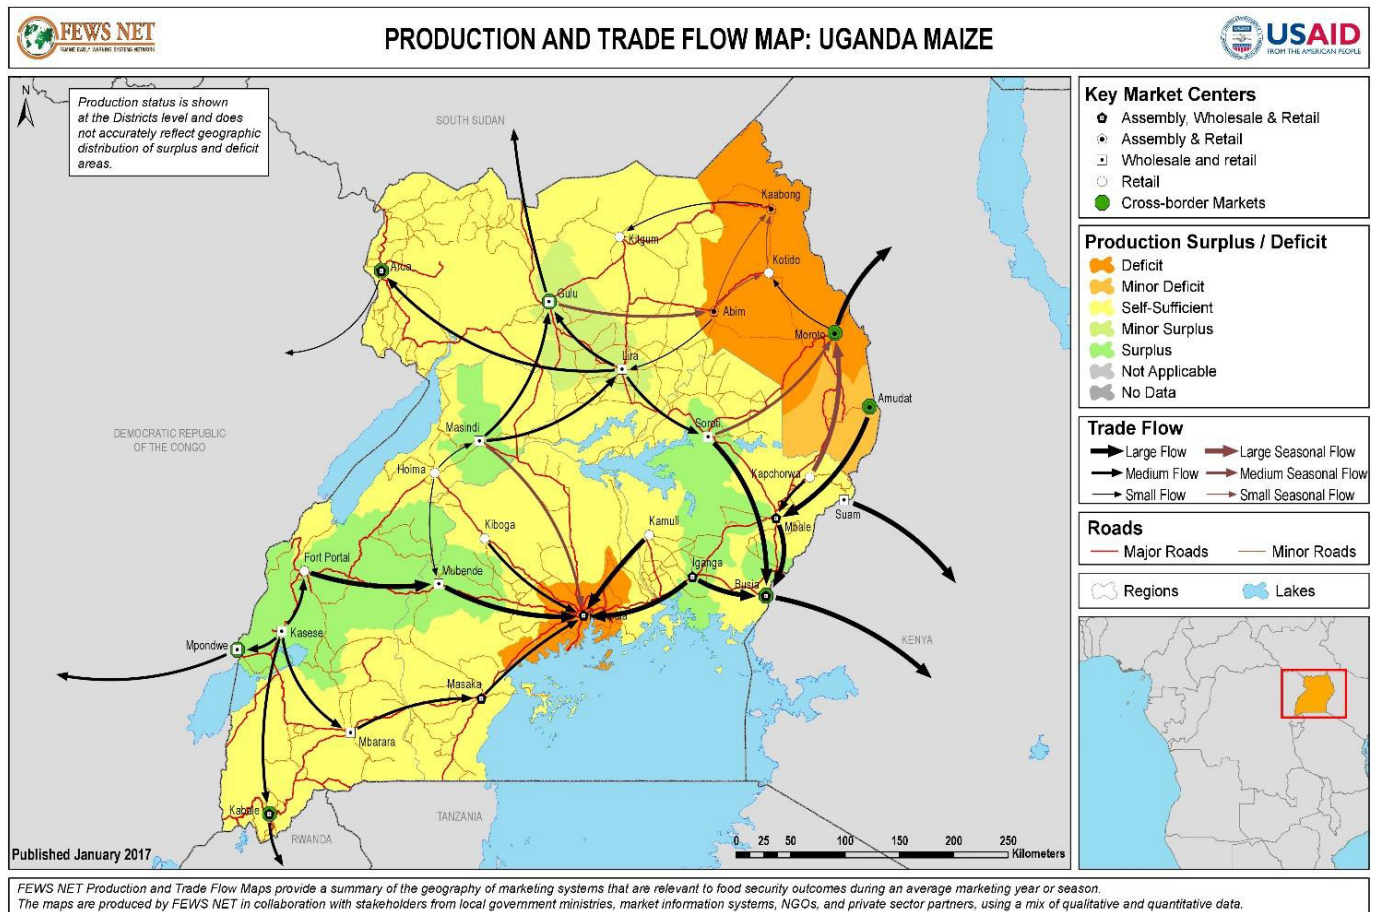 FEWS NET
FAMINE EARLY WARNING SYSTEMS NETWORK
PRODUCTION AND TRADE FLOW MAP: UGANDA MAIZE
USAID
FROM THE AMERICAN PEOPLE
N
Production status is shown
at the Districts level and does
not accurately reflect geographic
distribution of surplus and deficit
areas.
SOUTH SUDAN
Kaabong
Kitgum
Arua
Kotido
Gulu
Abim
Moroto
Lira
Amudat
DEMOCRATIC REPUBLIC
OF THE CONGO
Masindi
Soroti
Hoima
Kapchorwa
Suam
Kiboga
Kamuli
Mbale
Fort Portal
Mubende
Iganga
Busia
Kasese
Mpondwe
KENYA
Masaka
Mbarara
Kabale
TANZANIA
RWANDA
Published January 2017
0 25 50 100 150 200 250
Kilometers
Key Market Centers
Assembly, Wholesale & Retail
Assembly & Retail
Wholesale and retail
Retail
Cross-border Markets
Production Surplus / Deficit
Deficit
Minor Deficit
Self-Sufficient
Minor Surplus
Surplus
Not Applicable
No Data
Trade Flow
Large Flow Large Seasonal Flow
Medium Flow Medium Seasonal Flow
Small Flow Small Seasonal Flow
Roads
Major Roads Minor Roads
Regions Lakes
FEWS NET Production and Trade Flow Maps provide a summary of the geography of marketing systems that are relevant to food security outcomes during an average marketing year or season.
The maps are produced by FEWS NET in collaboration with stakeholders from local government ministries, market information systems, NGOs, and private sector partners, using a mix of qualitative and quantitative data.